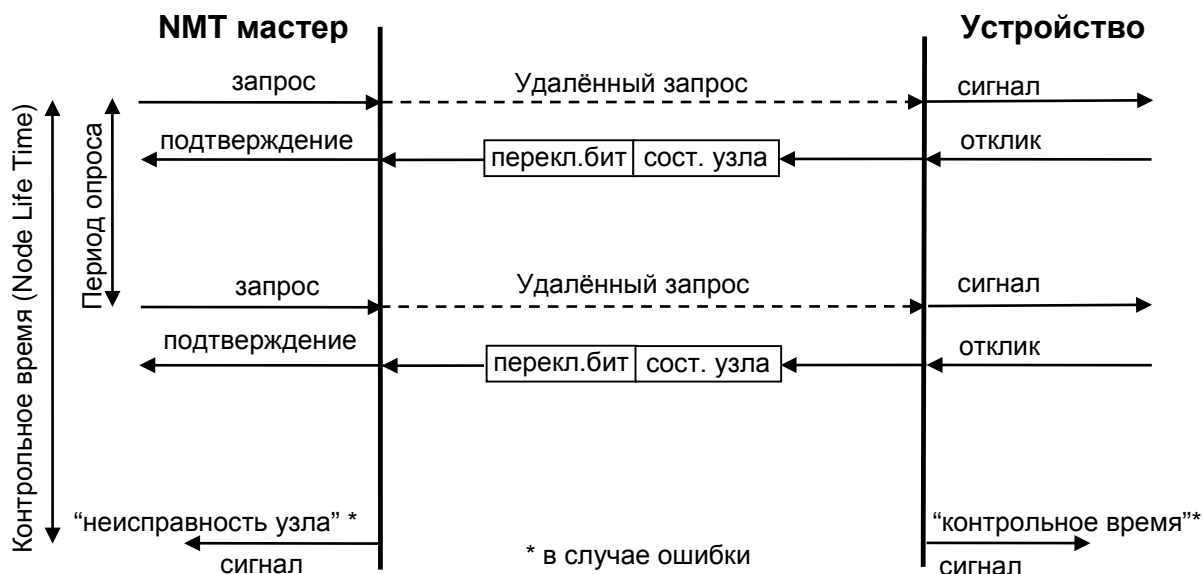 NMT мастер
Устройство
запрос
Удалённый запрос
сигнал
подтверждение
перекл.бит
сост. узла
отклик
Контрольное время (Node Life Time)
Период опроса
запрос
Удалённый запрос
сигнал
подтверждение
перекл.бит
сост. узла
отклик
“неисправность узла” *
сигнал
* в случае ошибки
“контрольное время”*
сигнал